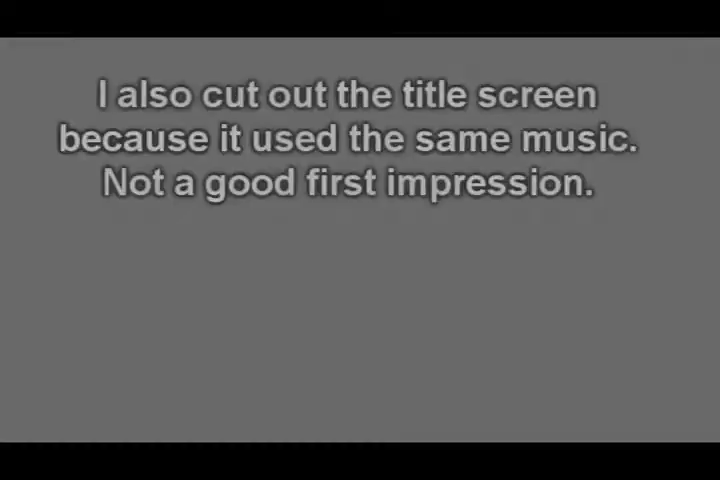 I also cut out the title screen
because it used the same music.
Not a good first impression.